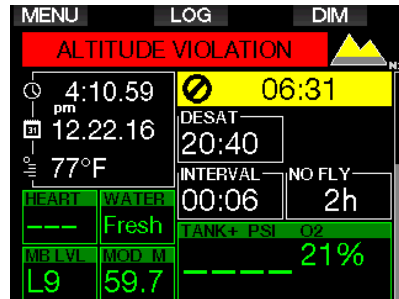 MENU LOG DIM
ALTITUDE VIOLATION
4:10.59 pm
06:31
31 12.22.16
DESAT
20:40
77°F
INTERVAL NO FLY
00:06 2h
HEART WATER
--- Fresh
TANK+ PSI O2
---- 21%
MB LVL MOD M
L9 59.7